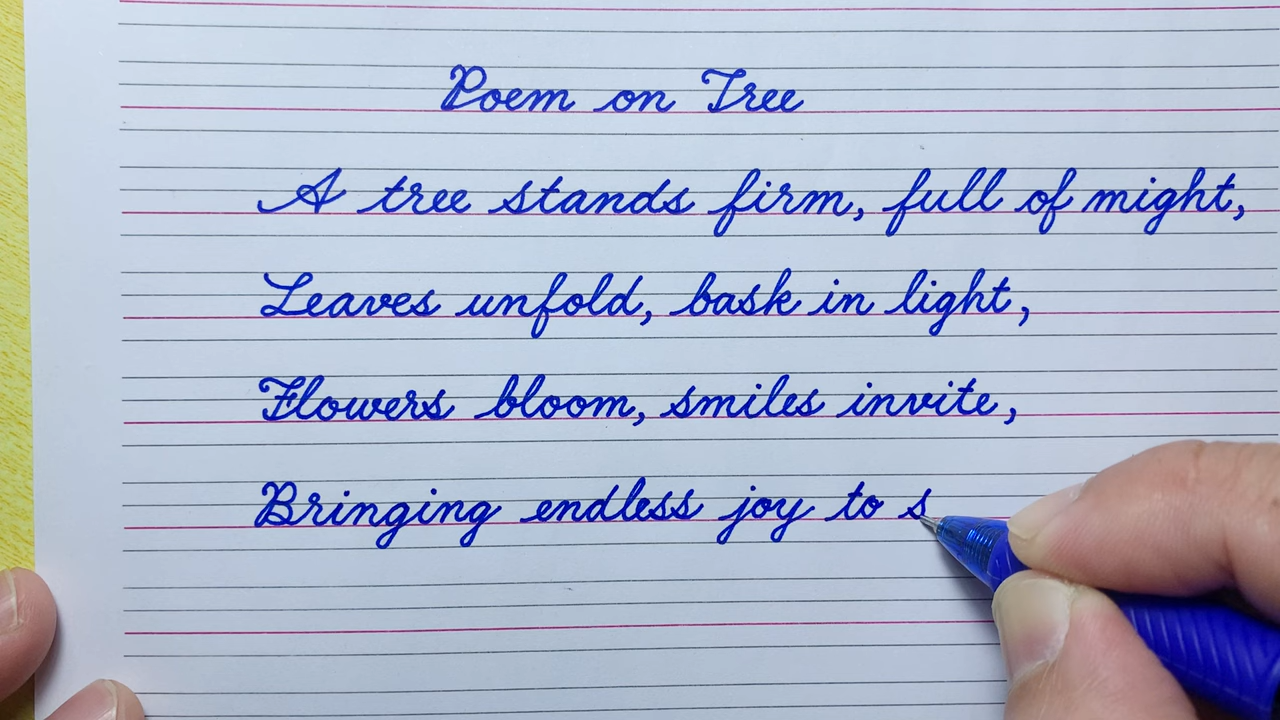 Poem on Tree
A tree stands firm, full of might,
Leaves unfold, bask in light,
Flowers bloom, smiles invite,
Bringing endless joy to s